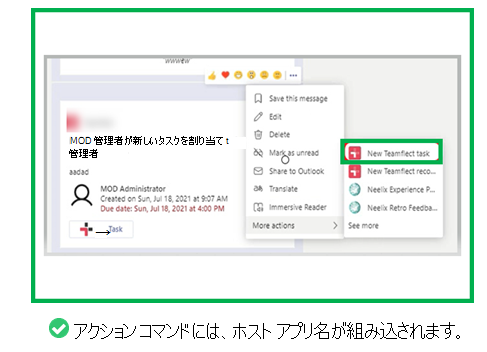 wwwEW
Save this message
Edit
Delete
Mark as unread
Share to Outlook
Translate
Immersive Reader
More actions
New Teamflect task
New Teamflect reco...
Neelix Experience P...
Neelix Retro Feedba...
See more
MOD 管理者が新しいタスクを割り当て t
管理者
aadad
MOD Administrator
Created on Sun, Jul 18, 2021 at 9:07 AM
Due date: Sun, Jul 18, 2021 at 4:00 PM
Task
アクション コマンドには、ホスト アプリ名が組み込されます。